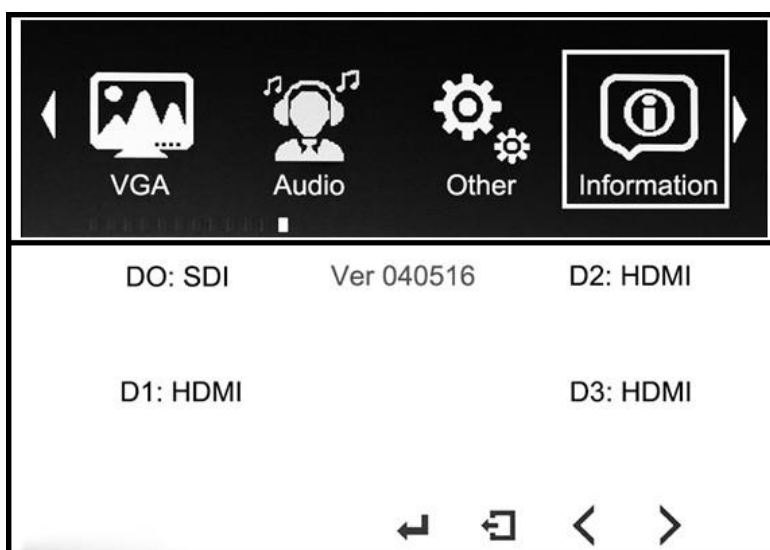 VGA Audio Other Information
DO: SDI Ver 040516 D2: HDMI
D1: HDMI D3: HDMI